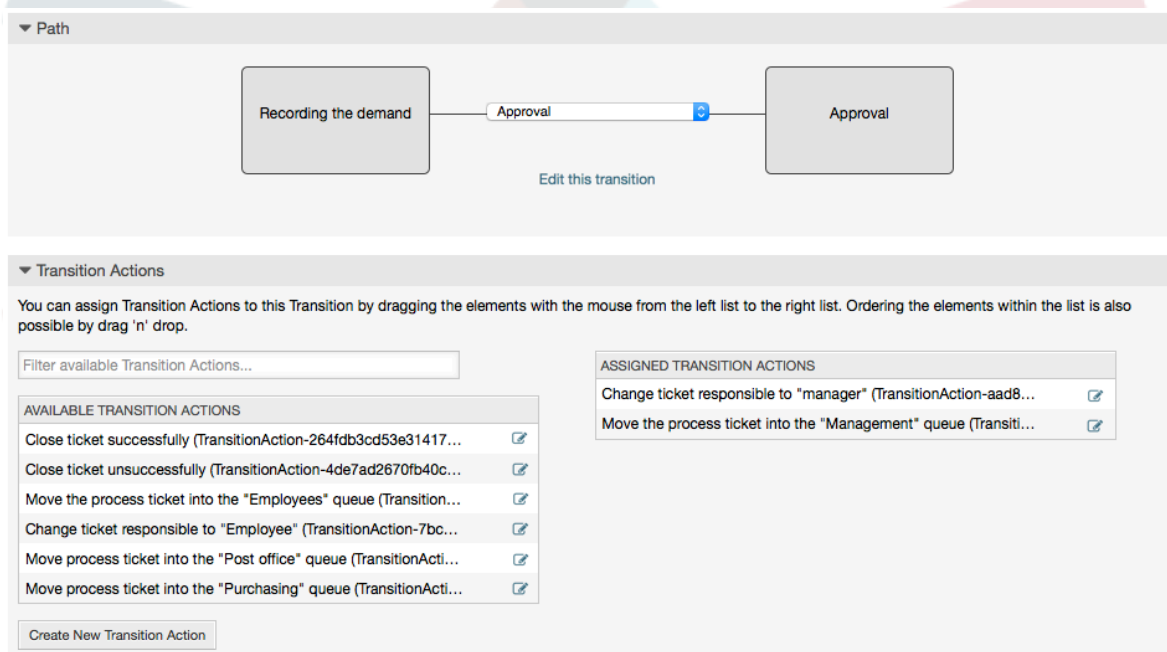 Path
Recording the demand
Approval
Approval
Edit this transition
Transition Actions
You can assign Transition Actions to this Transition by dragging the elements with the mouse from the left list to the right list. Ordering the elements within the list is also
possible by drag 'n' drop.
Filter available Transition Actions...
AVAILABLE TRANSITION ACTIONS
Close ticket successfully (TransitionAction-264fdb3cd53e31417...
Close ticket unsuccessfully (TransitionAction-4de7ad2670fb40c...
Move the process ticket into the "Employees" queue (Transition...
Change ticket responsible to "Employee" (TransitionAction-7bc...
Move process ticket into the "Post office" queue (TransitionActi...
Move process ticket into the "Purchasing" queue (TransitionActi...
Create New Transition Action
ASSIGNED TRANSITION ACTIONS
Change ticket responsible to "manager" (TransitionAction-aad8...
Move the process ticket into the "Management" queue (Transiti...